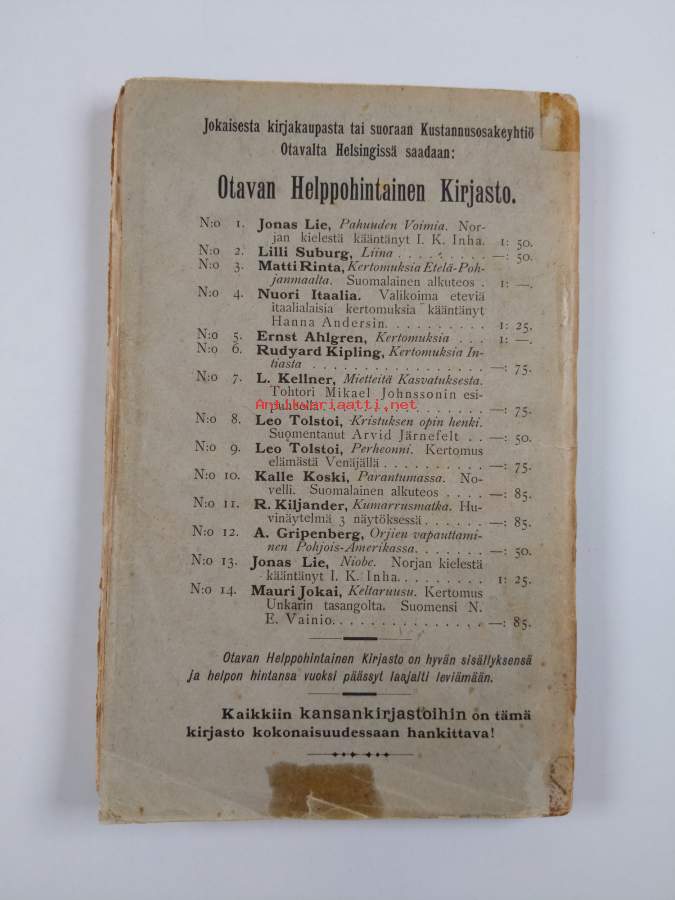 Jokaisesta kirjakaupasta tai suoraan Kustannusosakeyhtiö
Otavalta Helsingissä saadaan:
Otavan Helppohintainen Kirjasto.
N:o 1. Jonas Lie, Pahuuden Voimia. Nor-
jan kielestä kääntänyt I. K. Inha. 1: 50.
N:o 2. Lilli Suburg, Liina . . . . . . . . —: 50.
N:o 3. Matti Rinta, Kertomuksia Etelä-Poh-
janmaalta. Suomalainen alkuteos . 1: —.
N:o 4. Nuori Itaalia. Valikoima eteviä
itaalialaisia kertomuksia kääntänyt
Hanna Andersin. . . . . . . . . . 1: 25.
N:o 5. Ernst Ahlgren, Kertomuksia . . . 1: —.
N:o 6. Rudyard Kipling, Kertomuksia In-
tiasta . . . . . . . . . . . . . —: 75.
N:o 7. L. Kellner, Mietteitä Kasvatuksesta.
Tohtori Mikael Johnssonin esi-
puheella . . . . . . . . . . . —: 75.
Antikvariaatti.net
N:o 8. Leo Tolstoi, Kristuksen opin henki.
Suomentanut Arvid Järnefelt . . —: 50.
N:o 9. Leo Tolstoi, Perheonni. Kertomus
elämästä Venäjällä . . . . . . . . —: 75.
N:o 10. Kalle Koski, Parantumassa. No-
velli. Suomalainen alkuteos . . . . —: 85.
N:o 11. R. Kiljander, Kumarrusmatka. Hu-
vinäytelmä 3 näytöksessä . . . . . —: 85.
N:o 12. A. Gripenberg, Orjien vapauttami-
nen Pohjois-Amerikassa. . . . . . —: 50.
N:o 13. Jonas Lie, Niobe. Norjan kielestä
kääntänyt I. K. Inha. . . . . . . . 1: 25.
N:o 14. Mauri Jokai, Keltaruusu. Kertomus
Unkarin tasangolta. Suomensi N.
E. Vainio. . . . . . . . . . . . . —: 85.
Otavan Helppohintainen Kirjasto on hyvän sisällyksensä
ja helpon hintansa vuoksi päässyt laajalti leviämään.
Kaikkiin kansankirjastoihin on tämä
kirjasto kokonaisuudessaan hankittava!